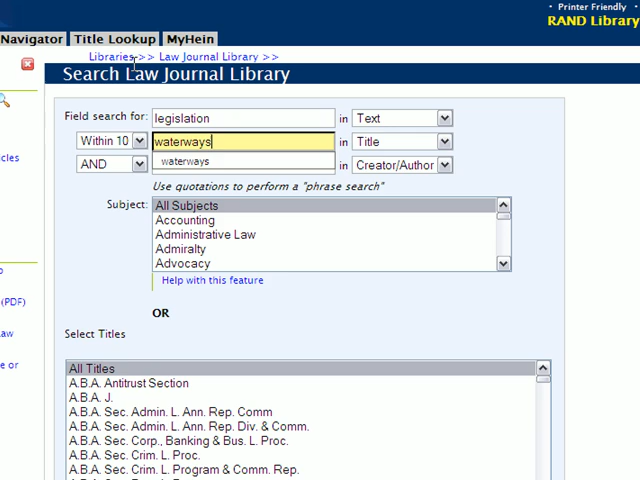 • Printer Friendly •
RAND Library
Navigator Title Lookup MyHein
Libraries >> Law Journal Library >>
Search Law Journal Library
Field search for: legislation in Text
Within 10 waterways in Title
AND waterways in Creator/Author
Use quotations to perform a "phrase search"
cles
Subject: All Subjects
Accounting
Administrative Law
Admiralty
Advocacy
Help with this feature
(PDF)
OR
aw
Select Titles
e or
All Titles
A.B.A. Antitrust Section
A.B.A. J.
A.B.A. Sec. Admin. L. Ann. Rep. Comm
A.B.A. Sec. Admin. L. Ann. Rep. Div. & Comm.
A.B.A. Sec. Corp., Banking & Bus. L. Proc.
A.B.A. Sec. Crim. L. Proc.
A.B.A. Sec. Crim. L. Program & Comm. Rep.